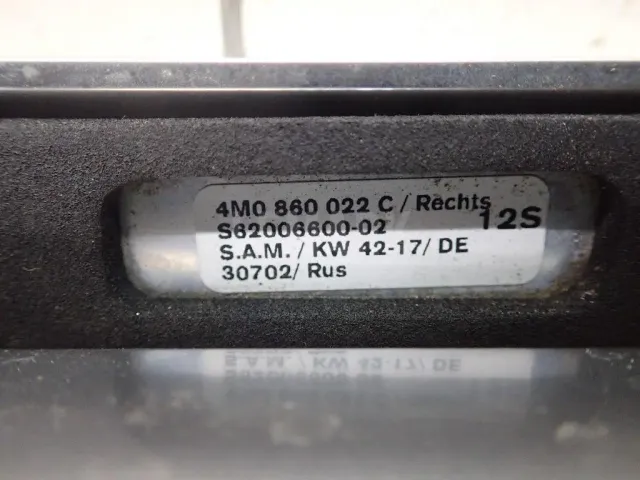 4M0 860 022 C / Rechts
S62006600-02 12S
S.A.M. / KW 42-17/ DE
30702/ Rus